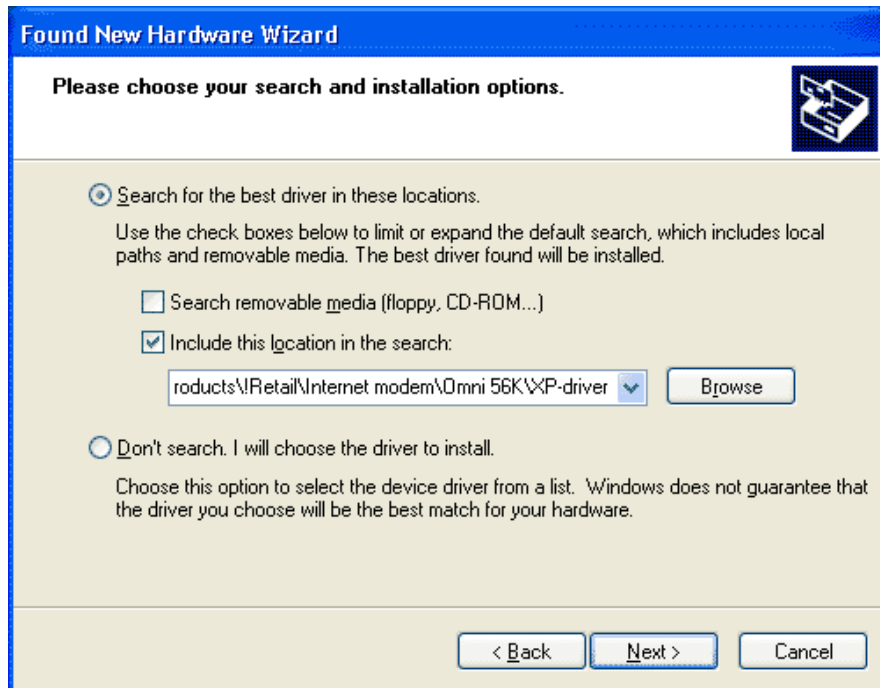 Found New Hardware Wizard
Please choose your search and installation options.
Search for the best driver in these locations.
Use the check boxes below to limit or expand the default search, which includes local
paths and removable media. The best driver found will be installed.
Search removable media (floppy, CD-ROM...)
Include this location in the search:
roducts\!Retail\Internet modem\Omni 56K\XP-driver
Browse
Don't search. I will choose the driver to install.
Choose this option to select the device driver from a list. Windows does not guarantee that
the driver you choose will be the best match for your hardware.
< Back
Next >
Cancel